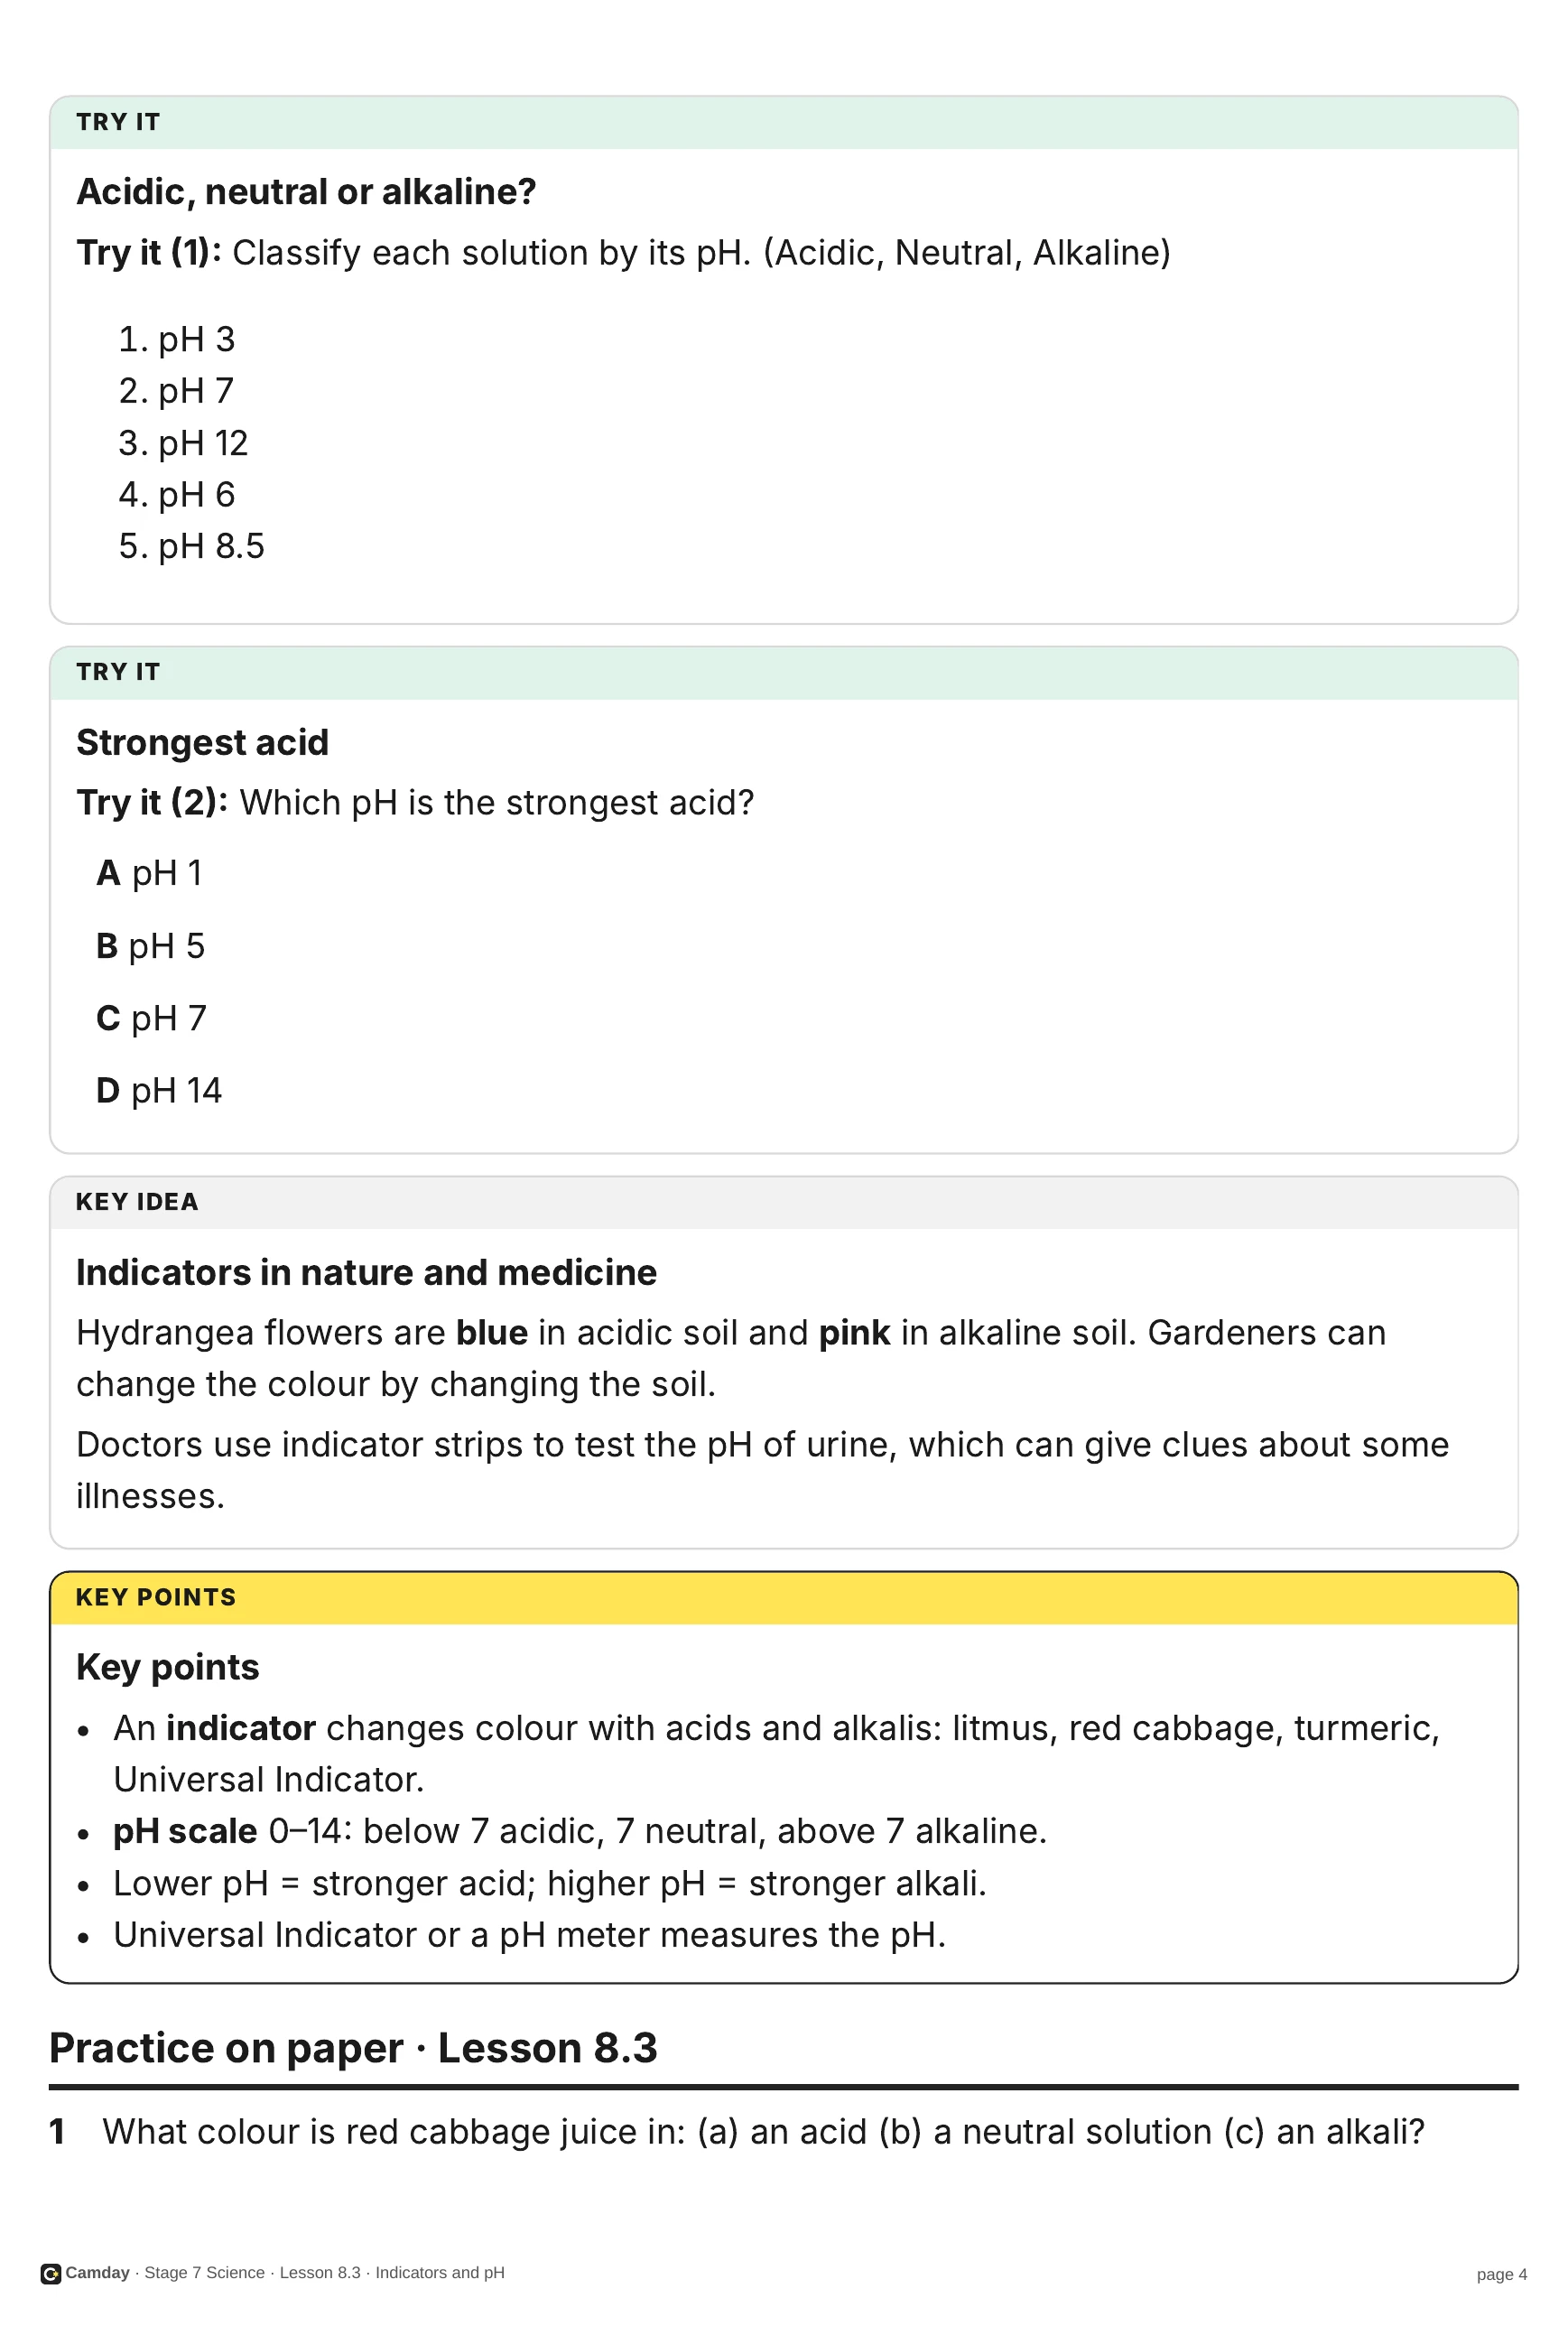 TRY IT
Acidic, neutral or alkaline?
Try it (1): Classify each solution by its pH. (Acidic, Neutral, Alkaline)
1. pH 3
2. pH 7
3. pH 12
4. pH 6
5. pH 8.5
TRY IT
Strongest acid
Try it (2): Which pH is the strongest acid?
A pH 1
B pH 5
C pH 7
D pH 14
KEY IDEA
Indicators in nature and medicine
Hydrangea flowers are blue in acidic soil and pink in alkaline soil. Gardeners can
change the colour by changing the soil.
Doctors use indicator strips to test the pH of urine, which can give clues about some
illnesses.
KEY POINTS
Key points
• An indicator changes colour with acids and alkalis: litmus, red cabbage, turmeric,
Universal Indicator.
• pH scale 0–14: below 7 acidic, 7 neutral, above 7 alkaline.
• Lower pH = stronger acid; higher pH = stronger alkali.
• Universal Indicator or a pH meter measures the pH.
Practice on paper · Lesson 8.3
1 What colour is red cabbage juice in: (a) an acid (b) a neutral solution (c) an alkali?
Camday · Stage 7 Science · Lesson 8.3 · Indicators and pH
page 4